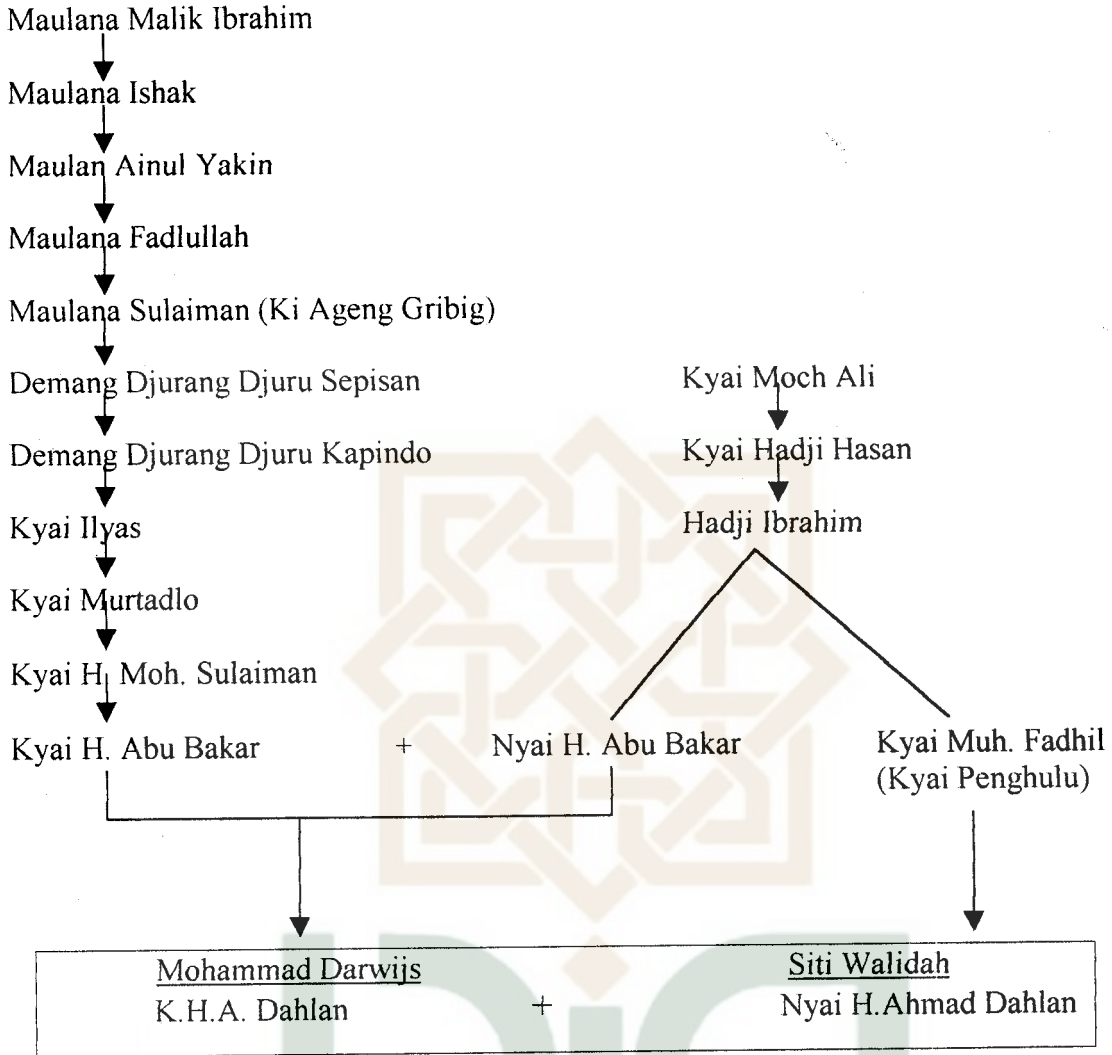 Maulana Malik Ibrahim
Maulana Ishak
Maulan Ainul Yakin
Maulana Fadlullah
Maulana Sulaiman (Ki Ageng Gribig)
Demang Djurang Djuru Sepisan
Kyai Moch Ali
Demang Djurang Djuru Kapindo
Kyai Hadji Hasan
Kyai Ilyas
Hadji Ibrahim
Kyai Murtadlo
Kyai H. Moh. Sulaiman
Kyai H. Abu Bakar + Nyai H. Abu Bakar
Kyai Muh. Fadhil
(Kyai Penghulu)
Mohammad Darwijs
Siti Walidah
K.H.A. Dahlan + Nyai H.Ahmad Dahlan